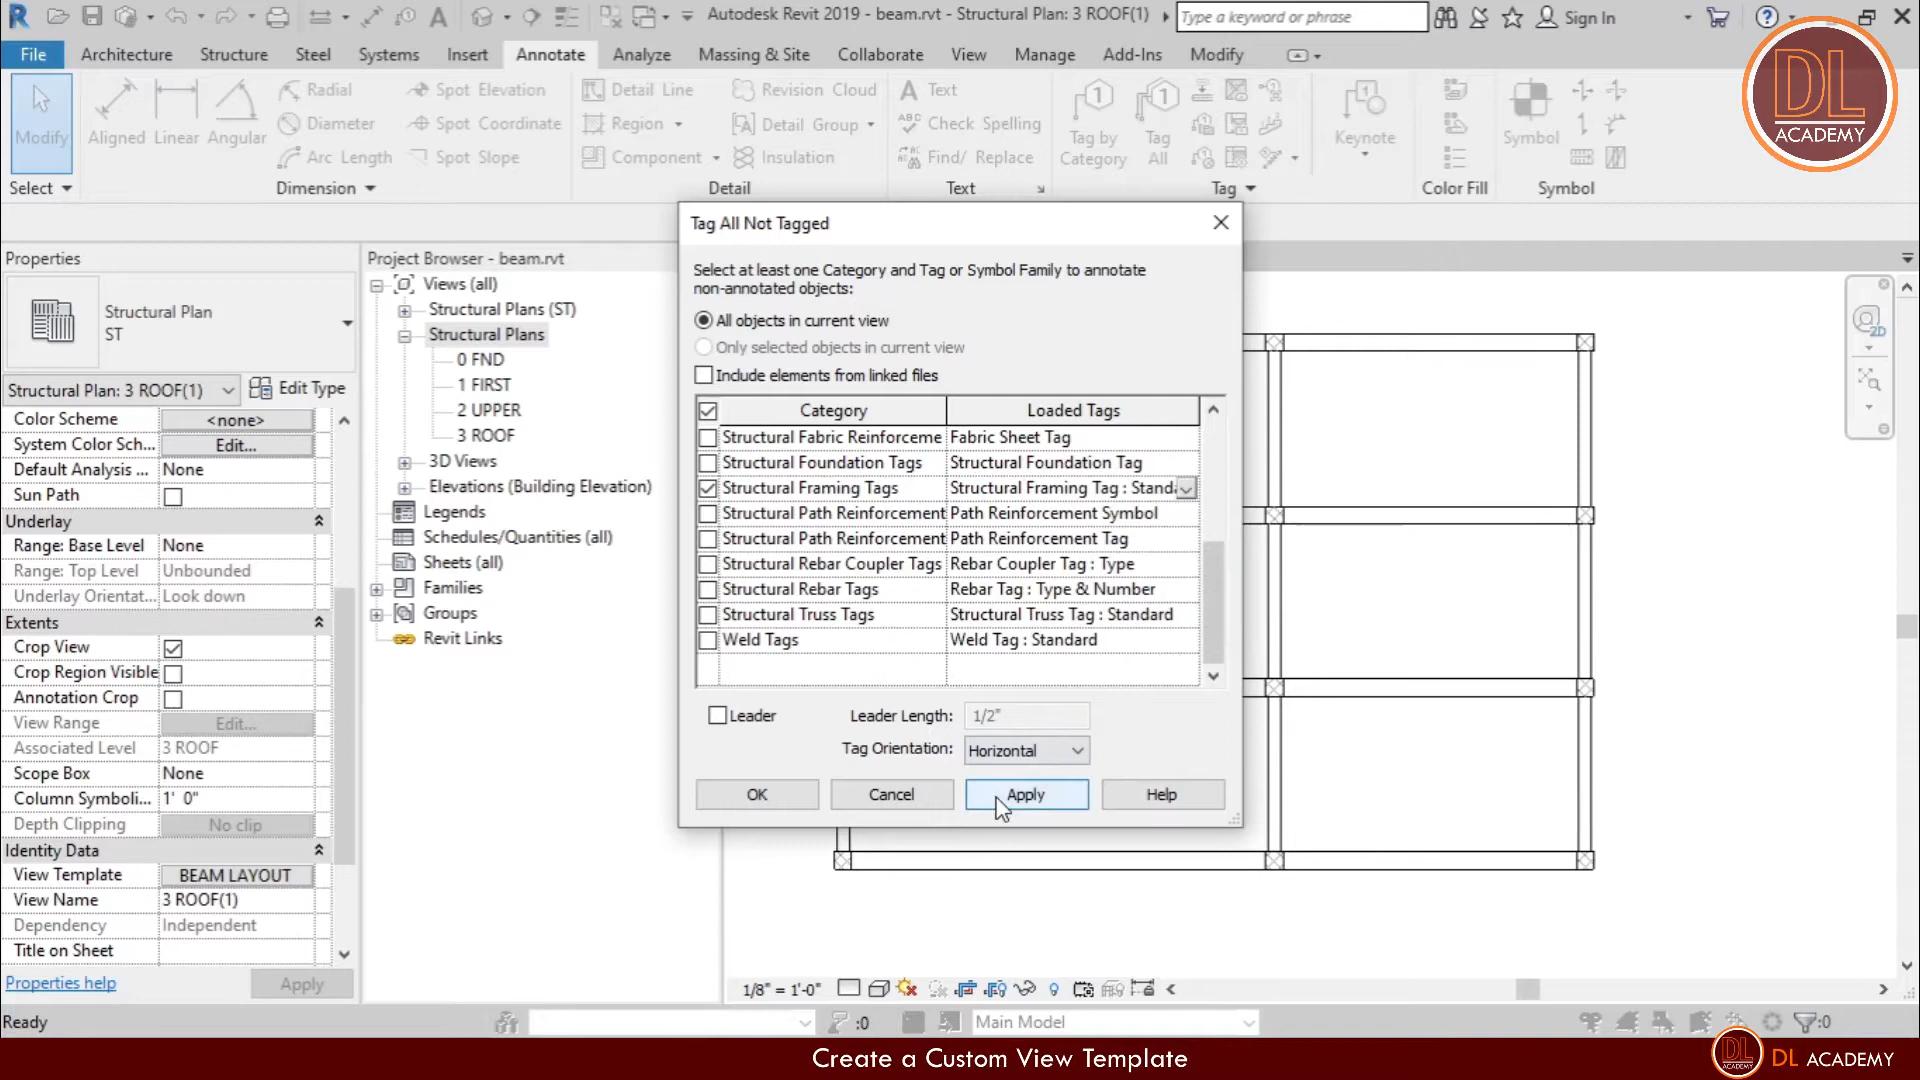 Autodesk Revit 2019 - beam.rvt - Structural Plan: 3 ROOF(1)
Type a keyword or phrase
Sign In
File Architecture Structure Steel Systems Insert Annotate Analyze Massing & Site Collaborate View Manage Add-Ins Modify
Modify
Aligned Linear Angular
Radial
Diameter
Arc Length
Spot Elevation
Spot Coordinate
Spot Slope
Detail Line
Region
Component
Revision Cloud
Detail Group
Insulation
Text
Check Spelling
Find/ Replace
Tag by Category
Tag All
Keynote
Symbol
Select Dimension Detail Text Tag Color Fill Symbol
DL
ACADEMY
Properties
Structural Plan
ST
Structural Plan: 3 ROOF(1) Edit Type
Color Scheme <none>
System Color Sch... Edit...
Default Analysis ... None
Sun Path
Underlay
Range: Base Level None
Range: Top Level Unbounded
Underlay Orientat... Look down
Extents
Crop View
Crop Region Visible
Annotation Crop
View Range Edit...
Associated Level 3 ROOF
Scope Box None
Column Symboli... 1' 0"
Depth Clipping No clip
Identity Data
View Template BEAM LAYOUT
View Name 3 ROOF(1)
Dependency Independent
Title on Sheet
Properties help Apply
Project Browser - beam.rvt
Views (all)
Structural Plans (ST)
Structural Plans
0 FND
1 FIRST
2 UPPER
3 ROOF
3D Views
Elevations (Building Elevation)
Legends
Schedules/Quantities (all)
Sheets (all)
Families
Groups
Revit Links
Tag All Not Tagged
Select at least one Category and Tag or Symbol Family to annotate
non-annotated objects:
All objects in current view
Only selected objects in current view
Include elements from linked files
Category Loaded Tags
Structural Fabric Reinforceme Fabric Sheet Tag
Structural Foundation Tags Structural Foundation Tag
Structural Framing Tags Structural Framing Tag : Standa
Structural Path Reinforcement Path Reinforcement Symbol
Structural Path Reinforcement Path Reinforcement Tag
Structural Rebar Coupler Tags Rebar Coupler Tag : Type
Structural Rebar Tags Rebar Tag : Type & Number
Structural Truss Tags Structural Truss Tag : Standard
Weld Tags Weld Tag : Standard
Leader Leader Length: 1/2"
Tag Orientation: Horizontal
OK Cancel Apply Help
2D
1/8" = 1'-0"
Ready :0 Main Model :0
Create a Custom View Template
DL DL ACADEMY